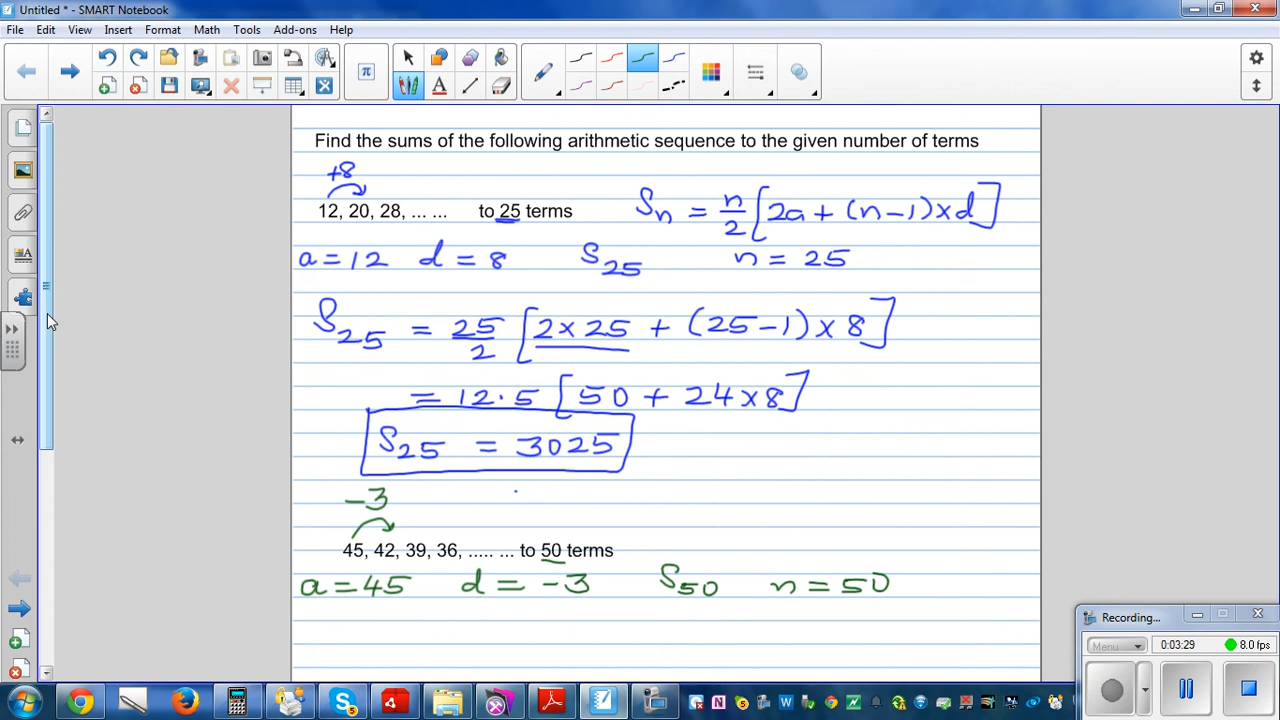 Untitled * - SMART Notebook
File Edit View Insert Format Math Tools Add-ons Help
Find the sums of the following arithmetic sequence to the given number of terms
+8
12, 20, 28, ... ... to 25 terms
Sn = n/2 [2a + (n-1)×d]
a = 12 d = 8 S25 n = 25
S25 = 25/2 [2×25 + (25-1)×8]
= 12.5 [50 + 24×8]
S25 = 3025
-3
45, 42, 39, 36, ..... ... to 50 terms
a = 45 d = -3 S50 n = 50
Recording...
Menu 0:03:29 8.0 fps